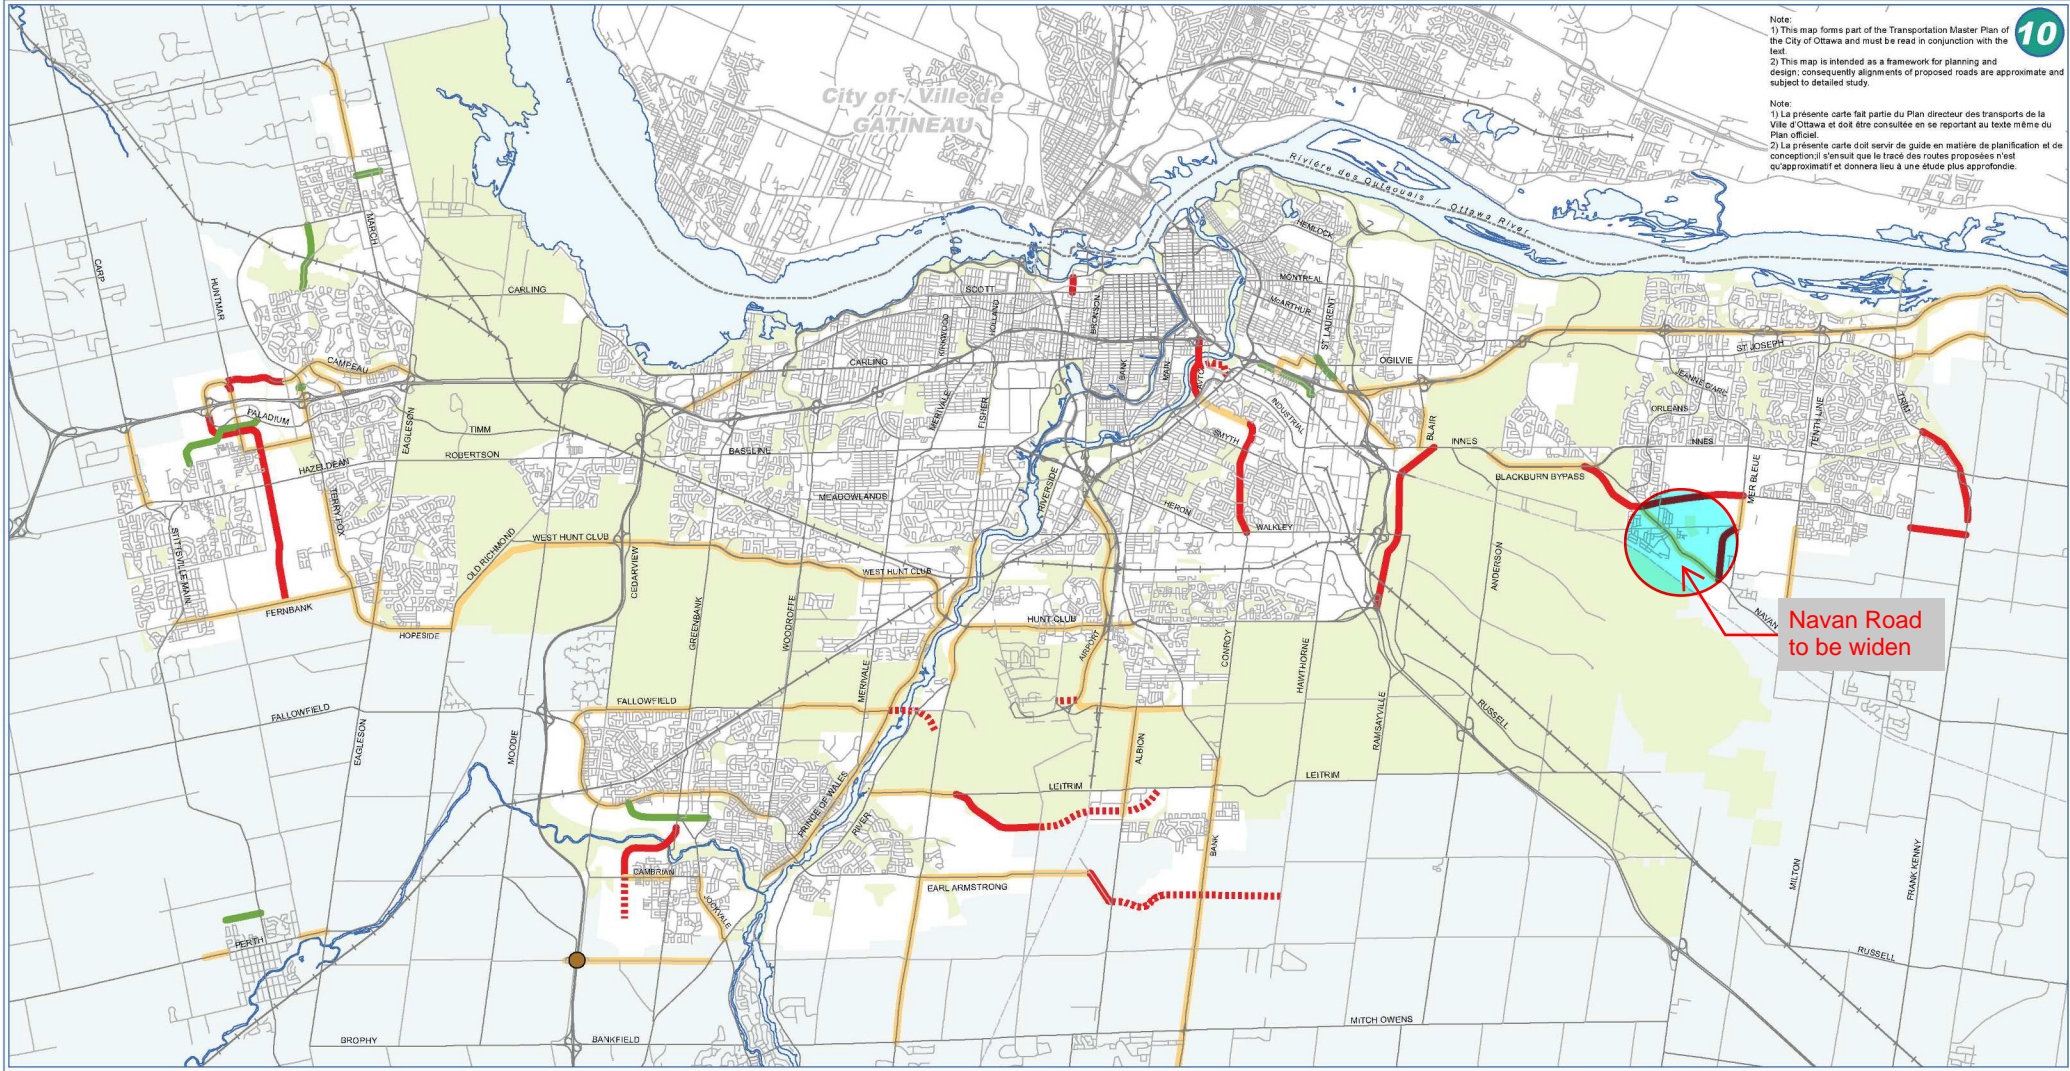 Note:
1) This map forms part of the Transportation Master Plan of
the City of Ottawa and must be read in conjunction with the
text.
2) This map is intended as a framework for planning and
design; consequently alignments of proposed roads are approximate and
subject to detailed study.
Note:
1) La présente carte fait partie du Plan directeur des transports de la
Ville d'Ottawa et doit être consultée en se reportant au texte même du
Plan officiel.
2) La présente carte doit servir de guide en matière de planification et de
conception;il s'ensuit que le tracé des routes proposées n'est
qu'approximatif et donnera lieu à une étude plus approfondie.
10
City of / Ville de
GATINEAU
Rivière des Outaouais / Ottawa River
HEMLOCK
MONTREAL
McARTHUR
ST LAURENT
OGILVIE
ST JOSEPH
JEANNE D'ARC
ORLEANS
TENTH LINE
TRIM
INNES
INNES
BLAIR
BLACKBURN BYPASS
MER BLEUE
NAVAN
Navan Road
to be widen
MARCH
CARP
HUNTMAR
CARLING
SCOTT
HOLLAND
KIRKWOOD
BRONSON
CARLING
BANK
MAIN
CAMPEAU
PALADIUM
EAGLESON
TIMM
ROBERTSON
HAZELDEAN
TERRY FOX
STITTSVILLE MAIN
FERNBANK
HOPESIDE
OLD RICHMOND
WEST HUNT CLUB
CEDARVIEW
BASELINE
MERIVALE
FISHER
MEADOWLANDS
RIVERSIDE
WEST HUNT CLUB
SMYTH
INDUSTRIAL
HERON
WALKLEY
ANDERSON
GREENBANK
WOODROFFE
MERIVALE
HUNT CLUB
AIRPORT
CONROY
HAWTHORNE
RAMSAYVILLE
RUSSELL
FALLOWFIELD
FALLOWFIELD
EAGLESON
MOODIE
ALBION
LEITRIM
LEITRIM
PRINCE DE WALES
RIVER
BANK
CAMBRIAN
JOCKVALE
EARL ARMSTRONG
MILTON
FRANK KENNY
RUSSELL
PERTH
BROPHY
BANKFIELD
MITCH OWENS